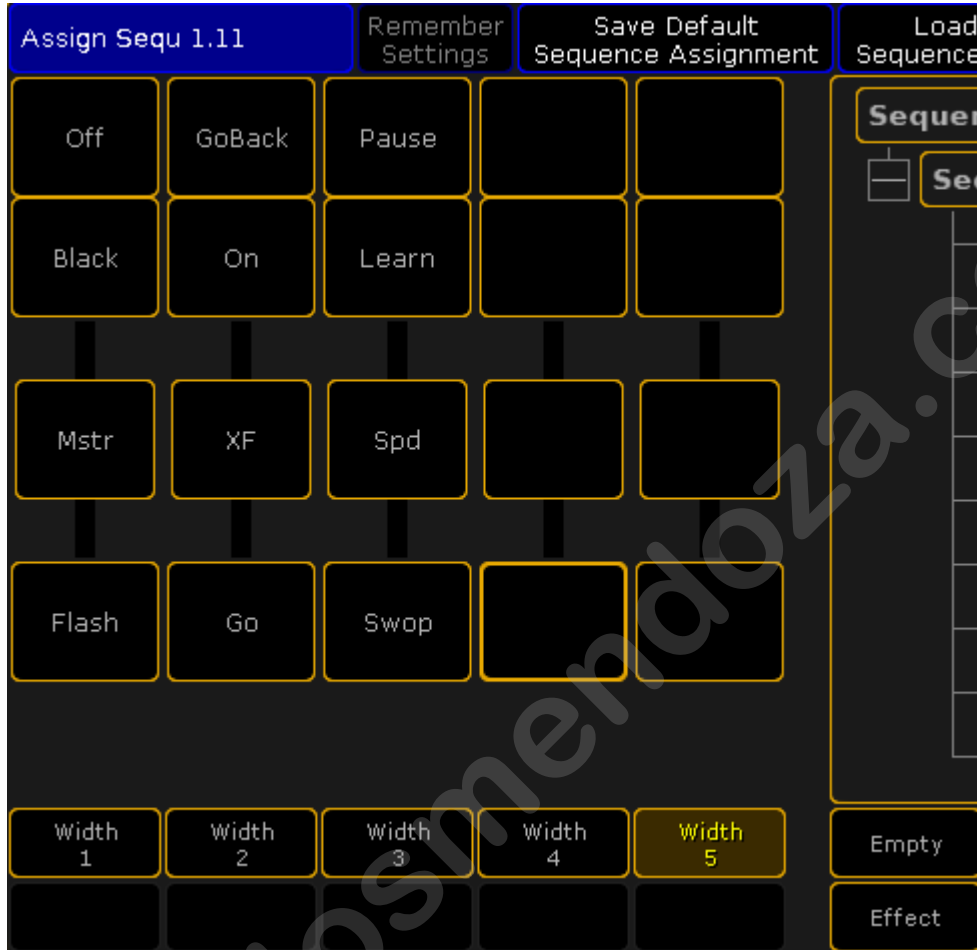 Assign Sequ 1.11
Remember
Settings
Save Default
Sequence Assignment
Load
Sequence
Off
GoBack
Pause
Black
On
Learn
Mstr
XF
Spd
Flash
Go
Swop
Width
1
Width
2
Width
3
Width
4
Width
5
Empty
Effect